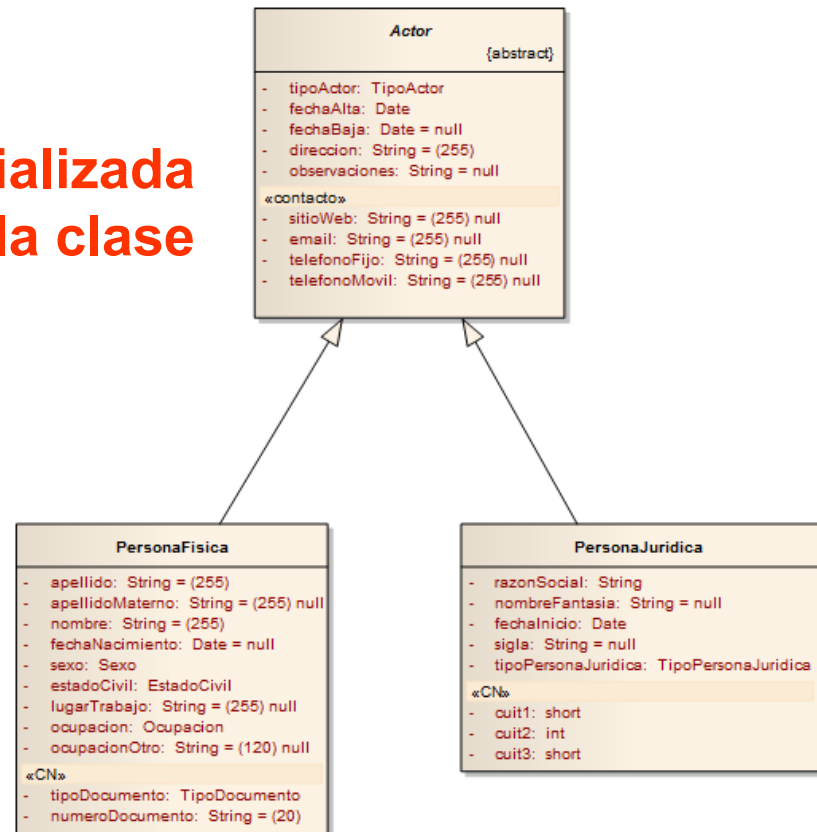 Actor
{abstract}
- tipoActor: TipoActor
- fechaAlta: Date
- fechaBaja: Date = null
- direccion: String = (255)
- observaciones: String = null
«contacto»
- sitioWeb: String = (255) null
- email: String = (255) null
- telefonoFijo: String = (255) null
- telefonoMovil: String = (255) null
ializada
la clase
PersonaFisica
- apellido: String = (255)
- apellidoMaterno: String = (255) null
- nombre: String = (255)
- fechaNacimiento: Date = null
- sexo: Sexo
- estadoCivil: EstadoCivil
- lugarTrabajo: String = (255) null
- ocupacion: Ocupacion
- ocupacionOtro: String = (120) null
«CN»
- tipoDocumento: TipoDocumento
- numeroDocumento: String = (20)
PersonaJuridica
- razonSocial: String
- nombreFantasia: String = null
- fechaInicio: Date
- sigla: String = null
- tipoPersonaJuridica: TipoPersonaJuridica
«CN»
- cuit1: short
- cuit2: int
- cuit3: short